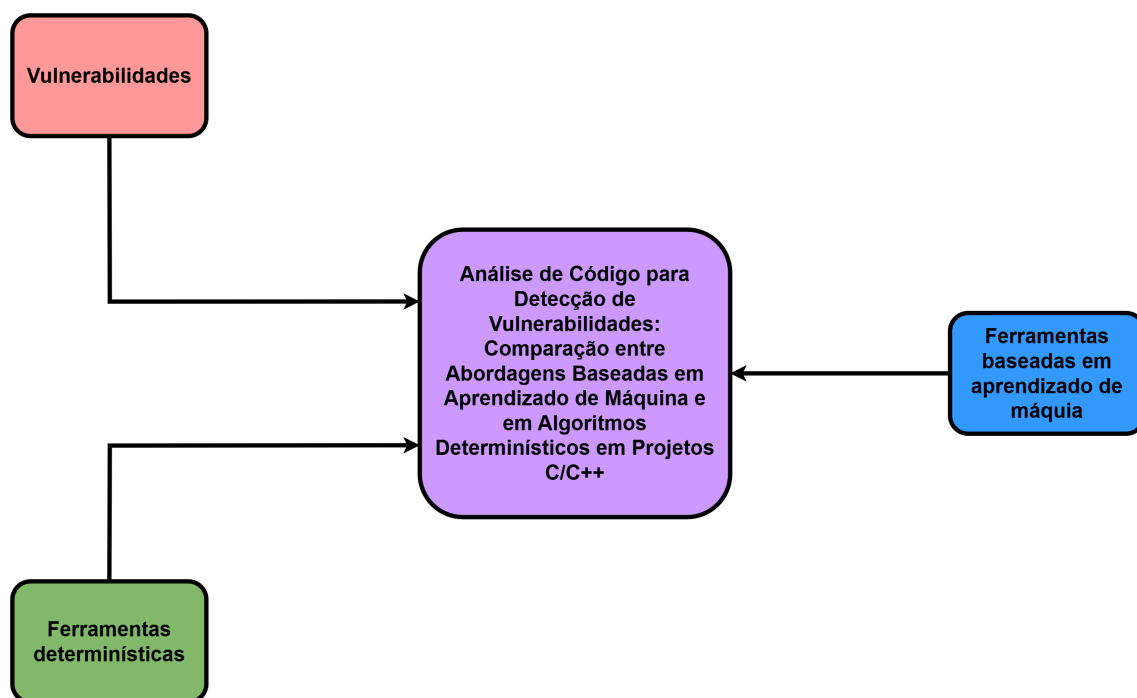 Vulnerabilidades
Análise de Código para
Detecção de
Vulnerabilidades:
Comparação entre
Abordagens Baseadas em
Aprendizado de Máquina e
em Algoritmos
Determinísticos em Projetos
C/C++
Ferramentas
baseadas em
aprendizado de
máquia
Ferramentas
determinísticas